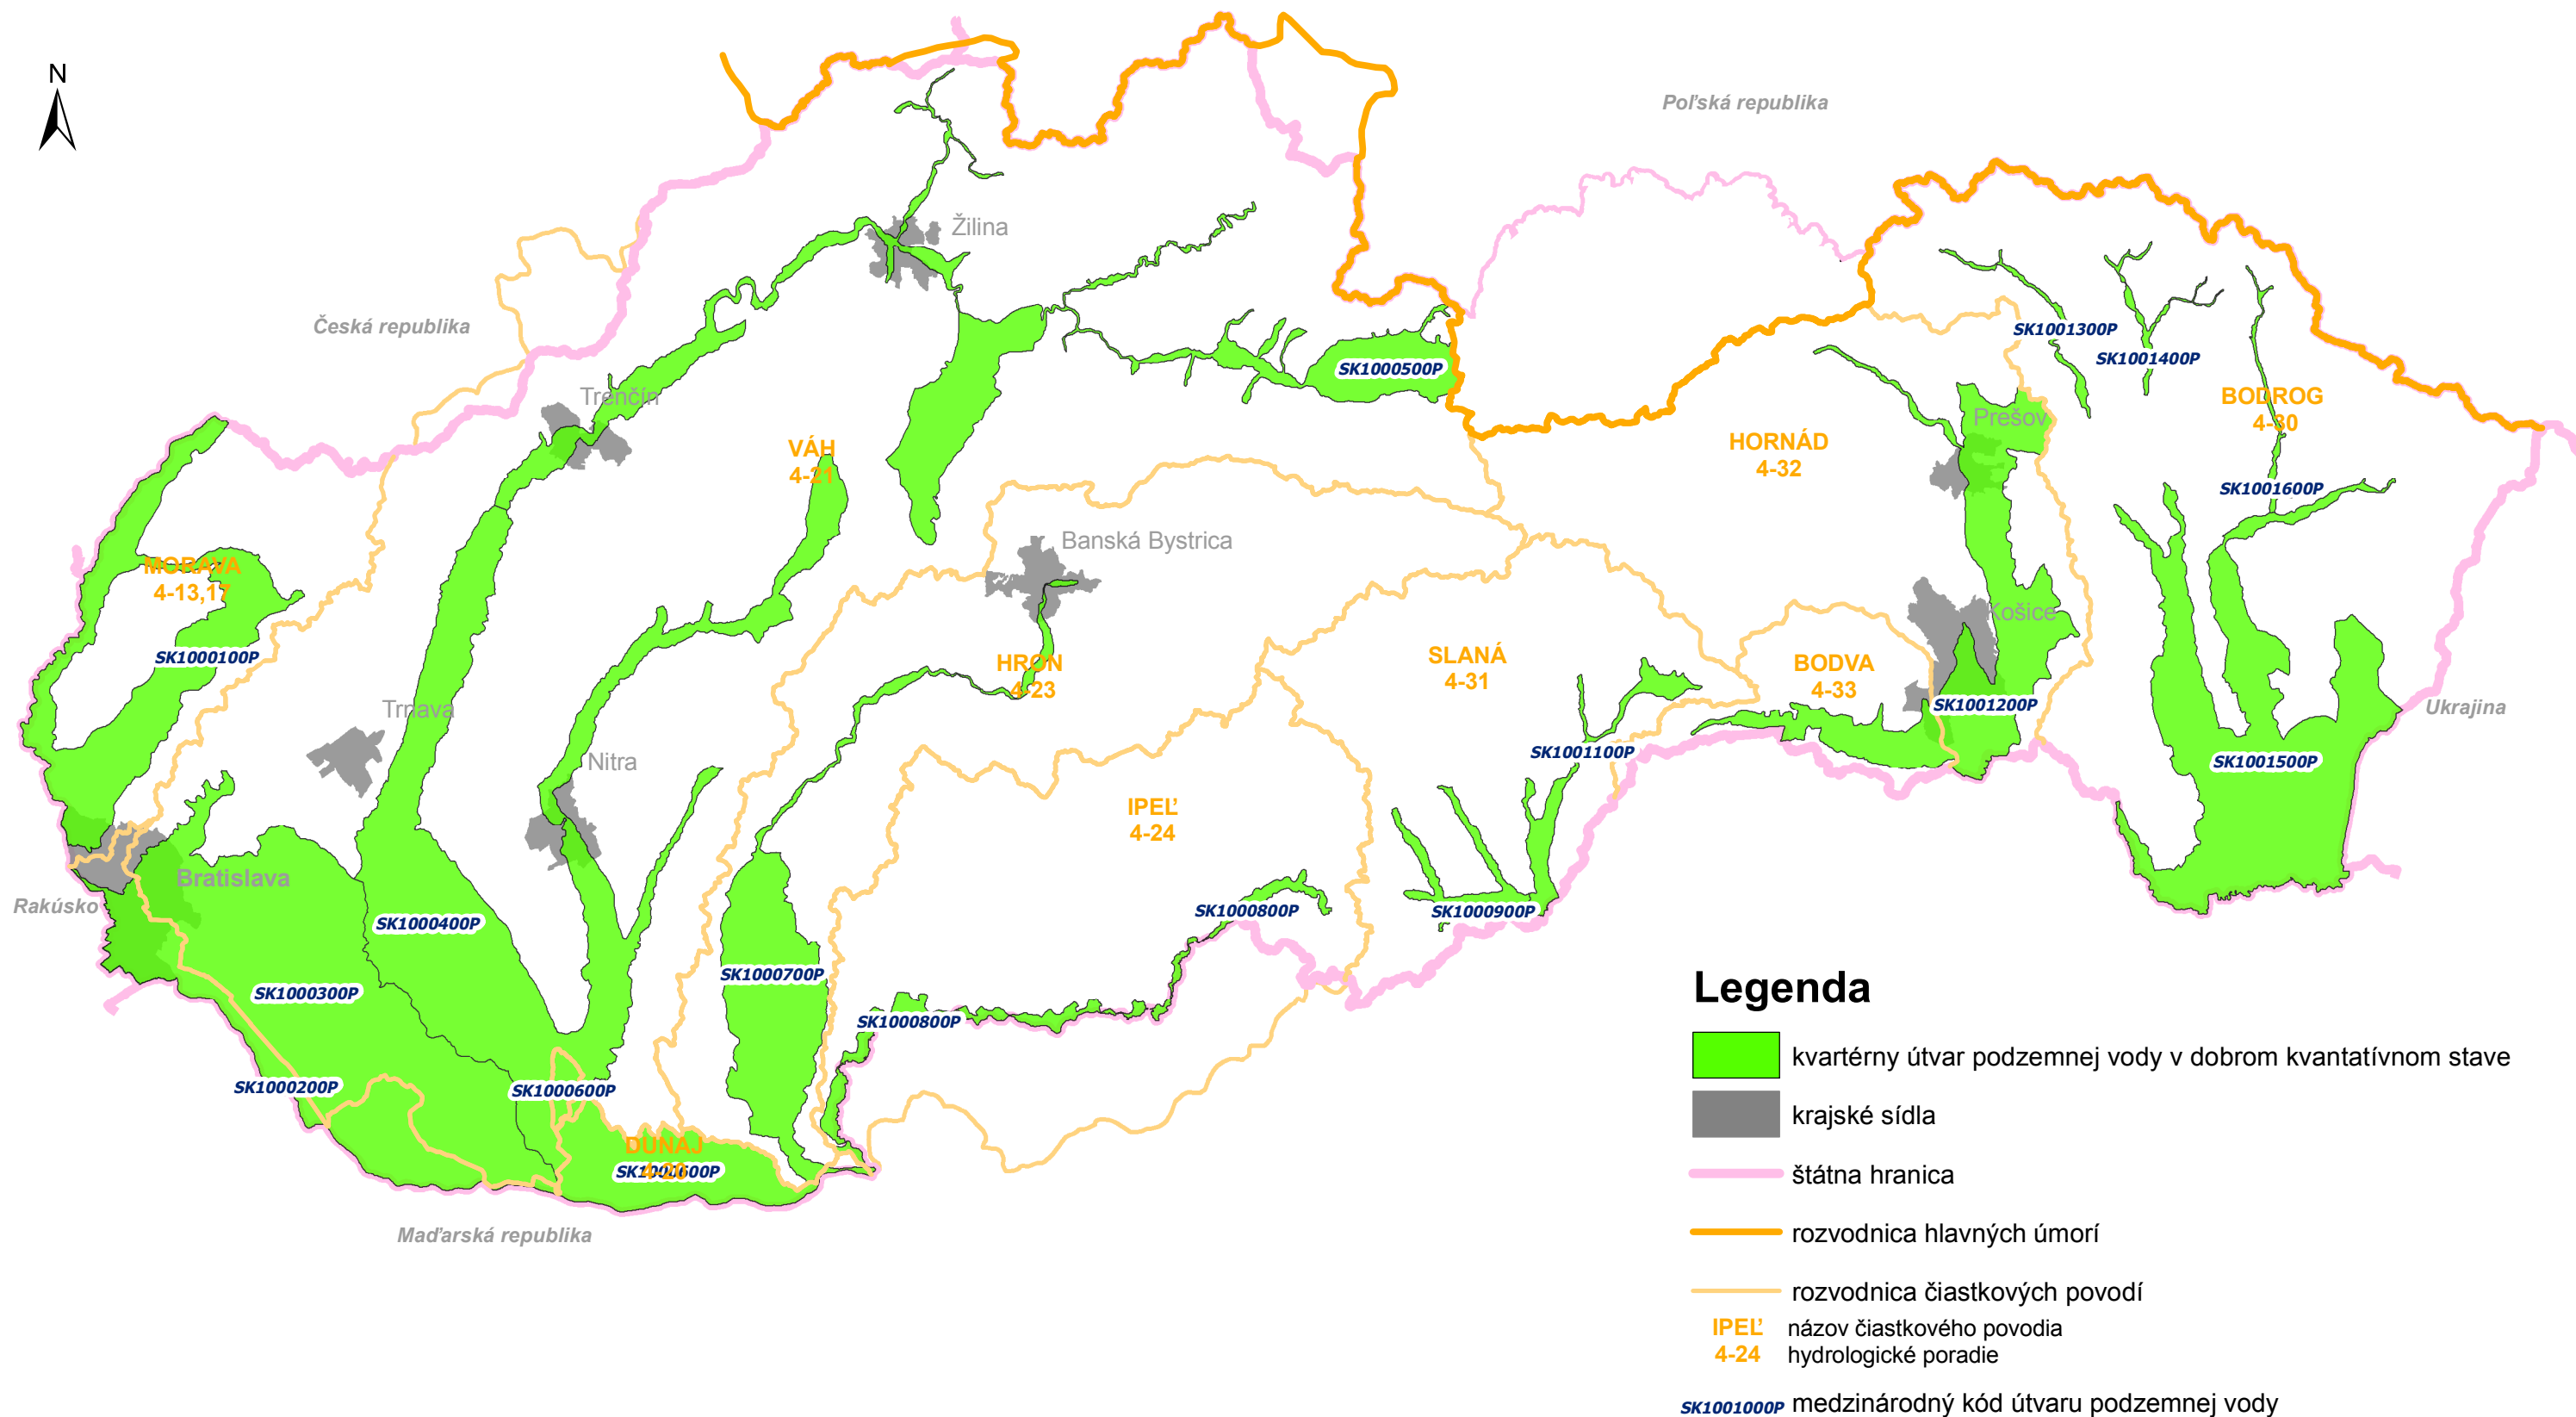 N
Poľská republika
Žilina
Česká republika
SK1001300P
SK1001400P
SK1000500P
Trenčín
BODROG
4-30
Prešov
VÁH
4-21
HORNÁD
4-32
SK1001600P
Banská Bystrica
MORAVA
4-13,17
Košice
SK1000100P
HRON
4-23
SLANÁ
4-31
BODVA
4-33
SK1001200P
Ukrajina
Trnava
SK1001100P
Nitra
SK1001500P
IPEĽ
4-24
Bratislava
Rakúsko
SK1000400P
SK1000800P
SK1000900P
SK1000700P
SK1000300P
SK1000800P
SK1000200P
SK1000600P
DUNAJ
4-20
SK1000600P
Maďarská republika
Legenda
kvartérny útvar podzemnej vody v dobrom kvantatívnom stave
krajské sídla
štátna hranica
rozvodnica hlavných úmorí
rozvodnica čiastkových povodí
IPEĽ názov čiastkového povodia
4-24 hydrologické poradie
SK1001000P medzinárodný kód útvaru podzemnej vody